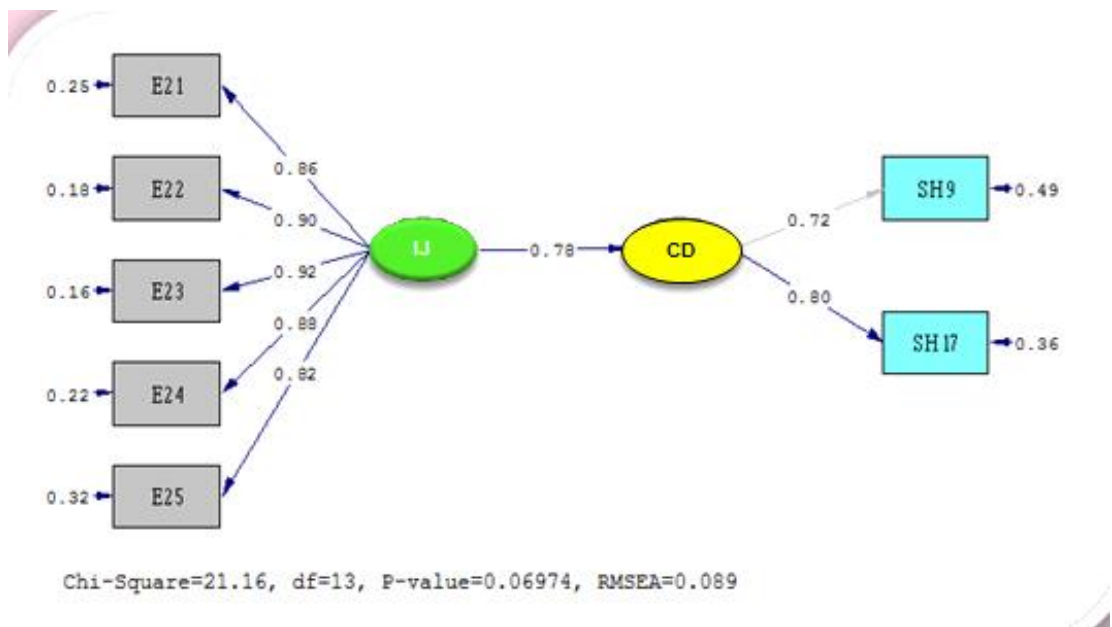 0.25
E21
0.86
0.18
E22
0.90
SH9
0.49
0.72
IJ
0.78
CD
0.92
0.16
E23
0.80
0.88
SH17
0.36
0.82
0.22
E24
0.32
E25
Chi-Square=21.16, df=13, P-value=0.06974, RMSEA=0.089